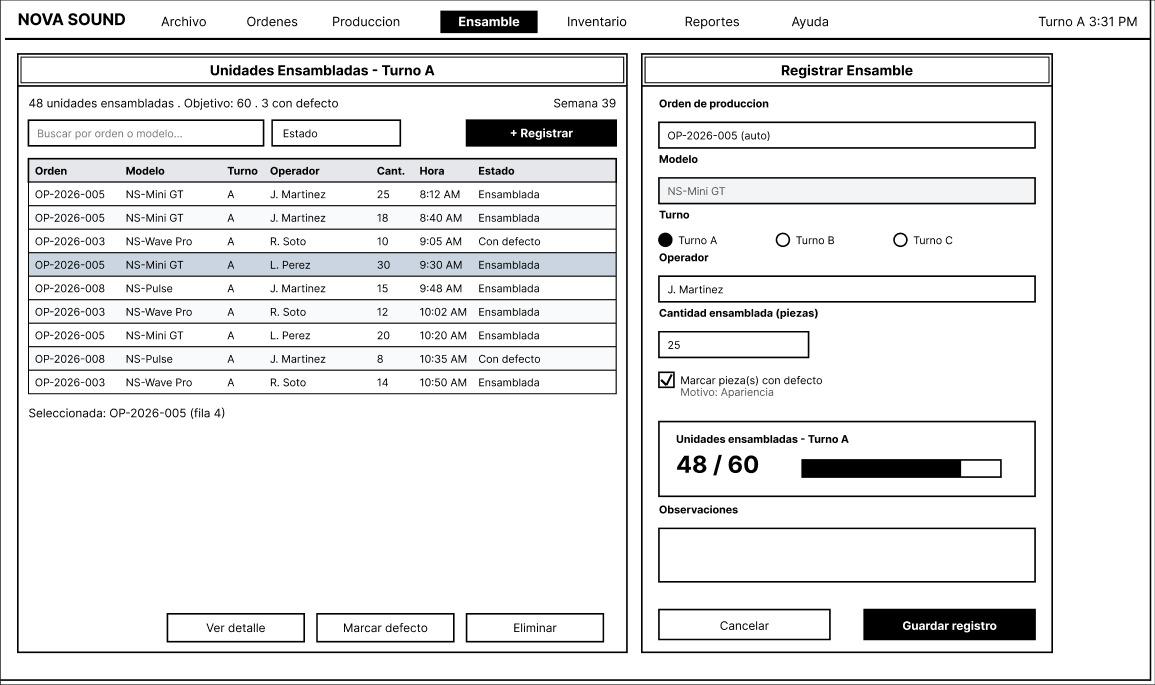 NOVA SOUND Archivo Ordenes Produccion Ensamble Inventario Reportes Ayuda Turno A 3:31 PM
Unidades Ensambladas - Turno A
48 unidades ensambladas . Objetivo: 60 . 3 con defecto Semana 39
Buscar por orden o modelo... Estado + Registrar
Orden Modelo Turno Operador Cant. Hora Estado
OP-2026-005 NS-Mini GT A J. Martinez 25 8:12 AM Ensamblada
OP-2026-005 NS-Mini GT A J. Martinez 18 8:40 AM Ensamblada
OP-2026-003 NS-Wave Pro A R. Soto 10 9:05 AM Con defecto
OP-2026-005 NS-Mini GT A L. Perez 30 9:30 AM Ensamblada
OP-2026-008 NS-Pulse A J. Martinez 15 9:48 AM Ensamblada
OP-2026-003 NS-Wave Pro A R. Soto 12 10:02 AM Ensamblada
OP-2026-005 NS-Mini GT A L. Perez 20 10:20 AM Ensamblada
OP-2026-008 NS-Pulse A J. Martinez 8 10:35 AM Con defecto
OP-2026-003 NS-Wave Pro A R. Soto 14 10:50 AM Ensamblada
Seleccionada: OP-2026-005 (fila 4)
Ver detalle Marcar defecto Eliminar
Registrar Ensamble
Orden de produccion
OP-2026-005 (auto)
Modelo
NS-Mini GT
Turno
Turno A Turno B Turno C
Operador
J. Martinez
Cantidad ensamblada (piezas)
25
Marcar pieza(s) con defecto
Motivo: Apariencia
Unidades ensambladas - Turno A
48 / 60
Observaciones
Cancelar Guardar registro